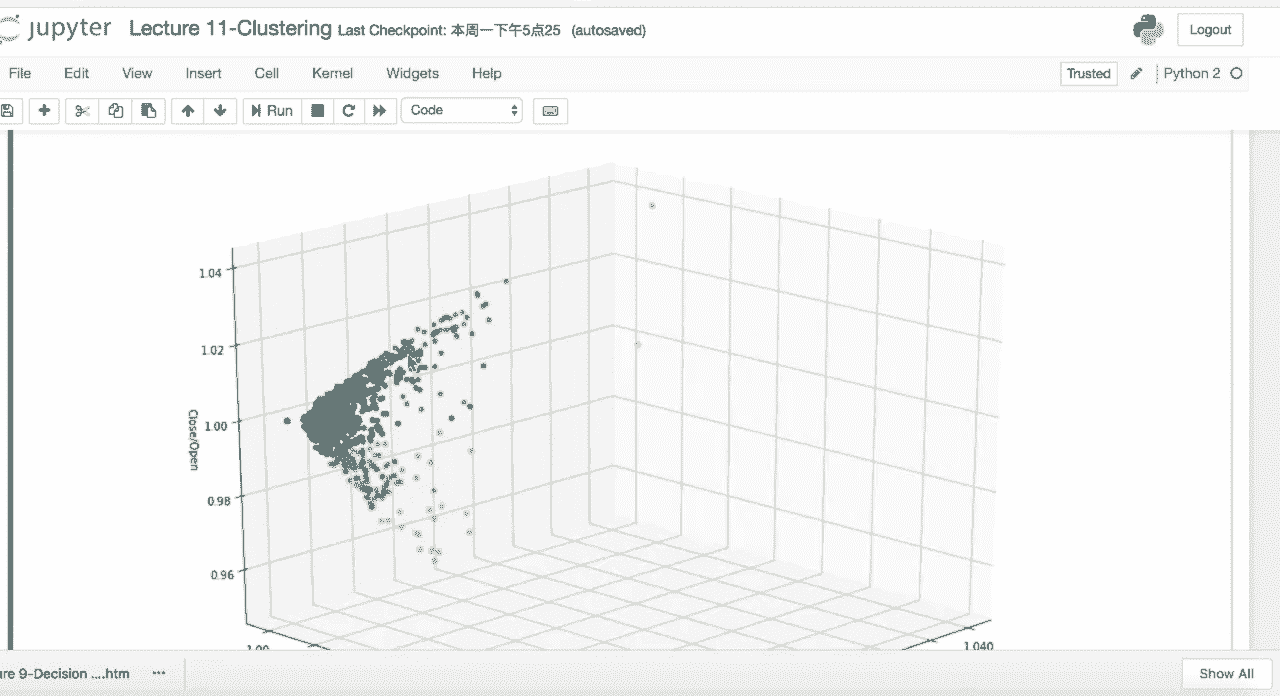 jupyter Lecture 11-Clustering Last Checkpoint: 本周一下午5点25 (autosaved)
Logout
File Edit View Insert Cell Kernel Widgets Help
Trusted Python 2
Run Code
1.04
1.02
1.00
0.98
0.96
Close/Open
1.00
1.040
re 9-Decision ....htm
Show All